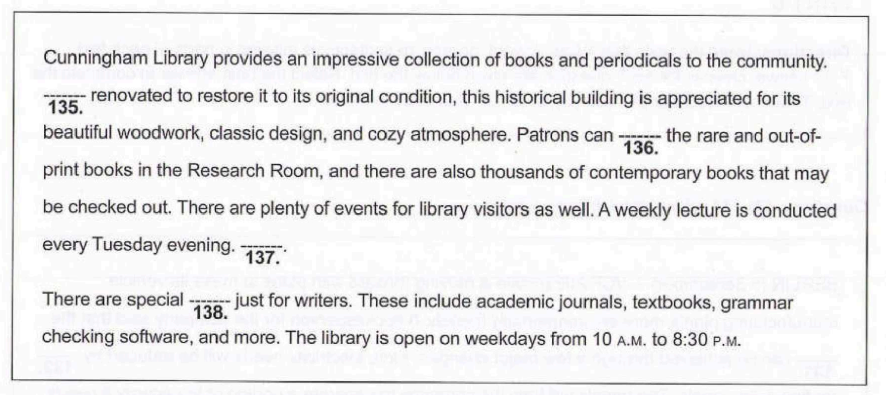 Cunningham Library provides an impressive collection of books and periodicals to the community.
------- renovated to restore it to its original condition, this historical building is appreciated for its
135.
beautiful woodwork, classic design, and cozy atmosphere. Patrons can ------- the rare and out-of-
136.
print books in the Research Room, and there are also thousands of contemporary books that may
be checked out. There are plenty of events for library visitors as well. A weekly lecture is conducted
every Tuesday evening. -------.
137.
There are special ------- just for writers. These include academic journals, textbooks, grammar
138.
checking software, and more. The library is open on weekdays from 10 A.M. to 8:30 P.M.